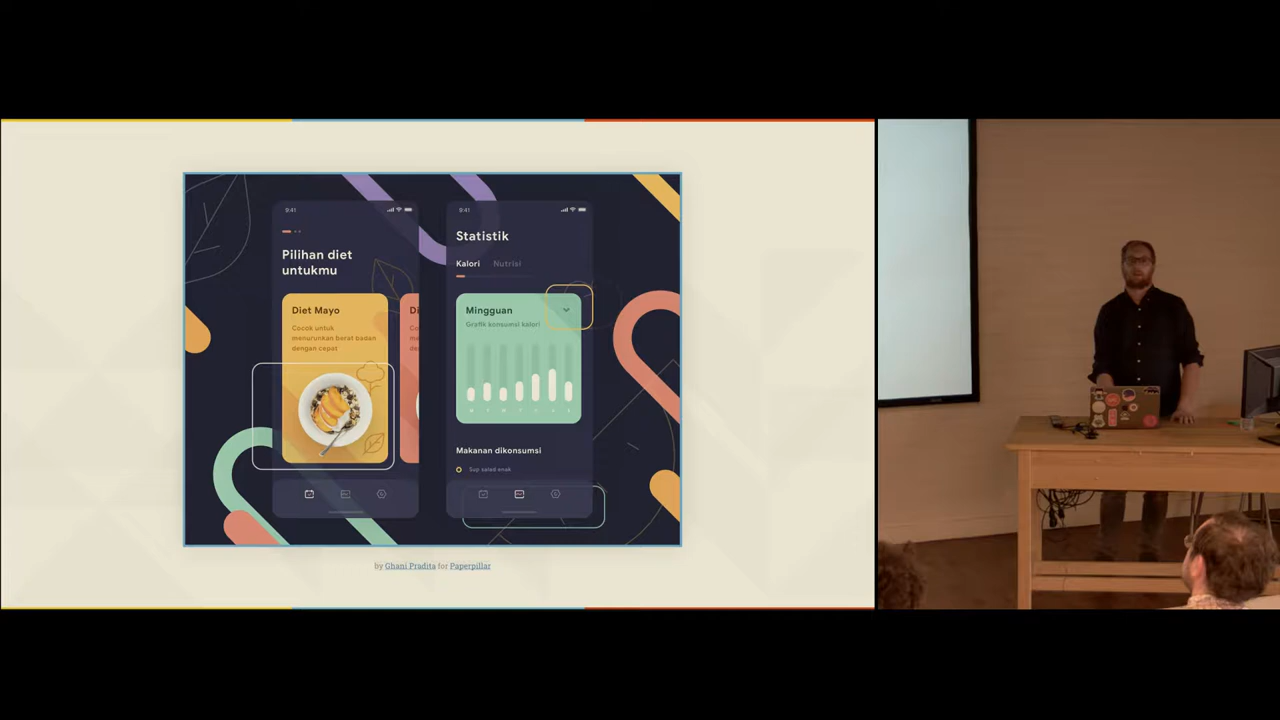 9:41
Pilihan diet
untukmu
Diet Mayo
Cocok untuk
menurunkan berat badan
dengan cepat
Di
9:41
Statistik
Kalori Nutrisi
Mingguan
Grafik konsumsi kalori
Makanan dikonsumsi
Sup salad enak
by Ghani Pradita for Paperpillar